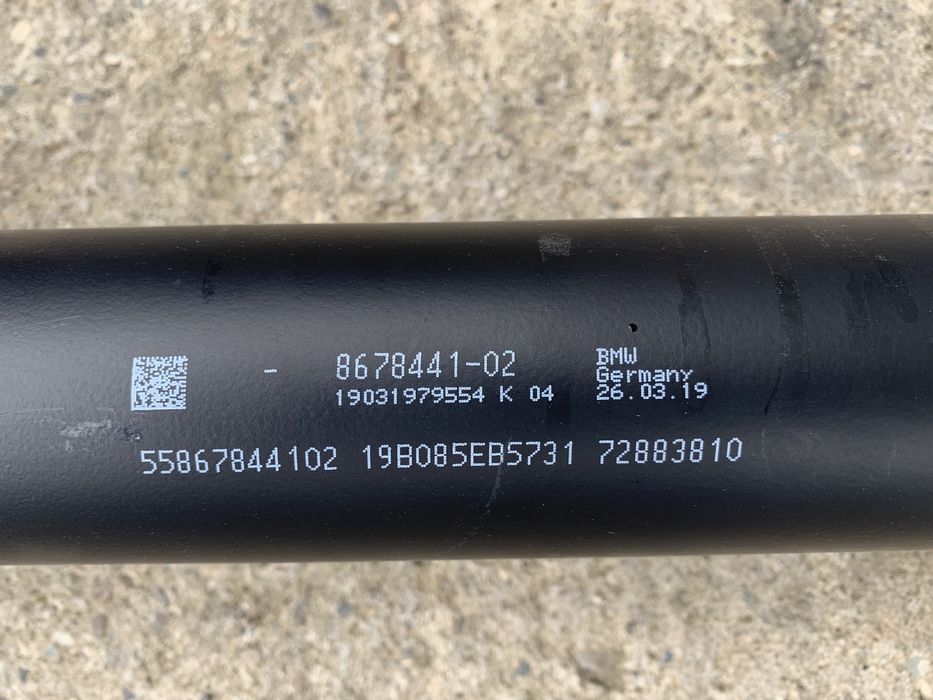 - 8678441-02
19031979554 K 04
BMW
Germany
26.03.19
55867844102 19B085EB5731 72883810